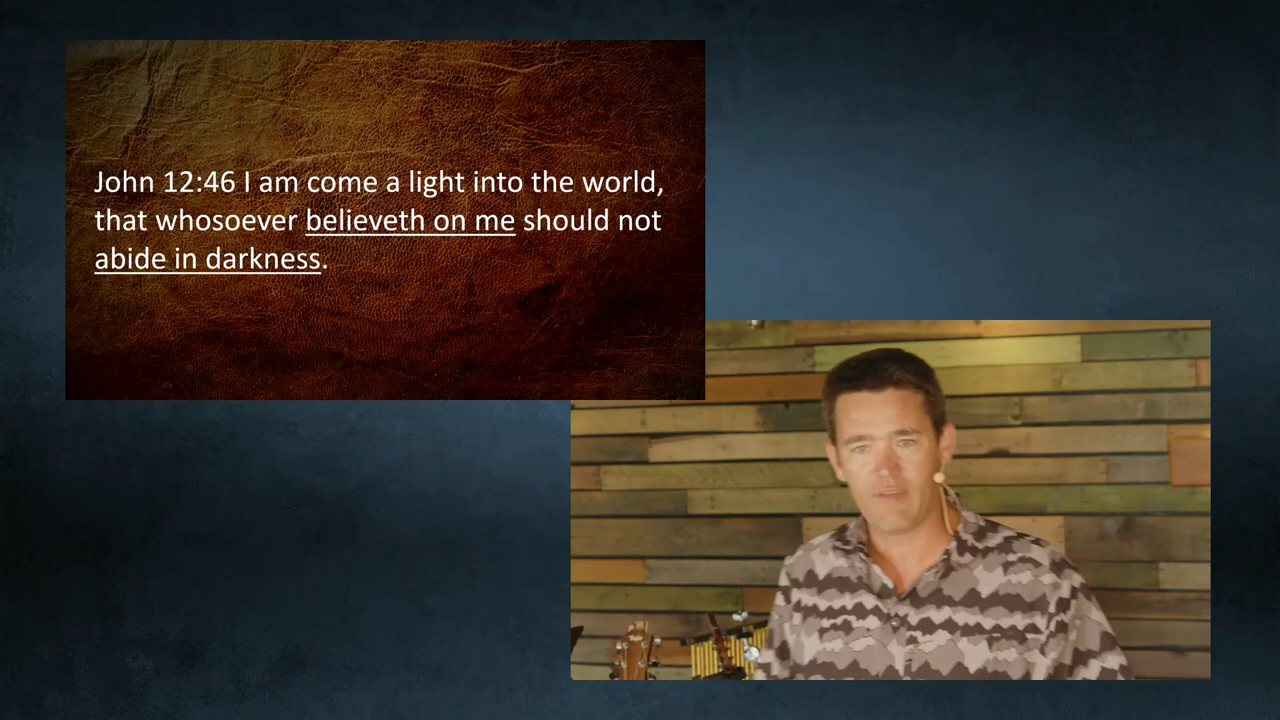 John 12:46 I am come a light into the world,
that whosoever believeth on me should not
abide in darkness.